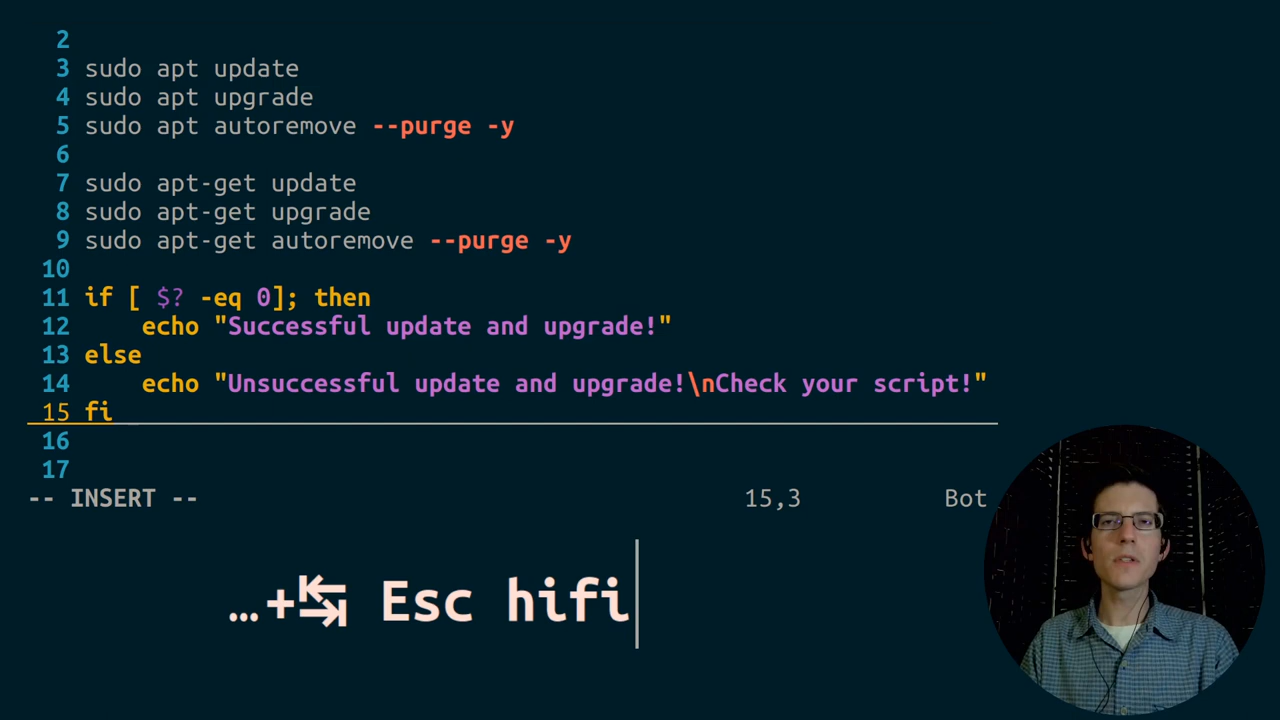 2
3 sudo apt update
4 sudo apt upgrade
5 sudo apt autoremove --purge -y
6
7 sudo apt-get update
8 sudo apt-get upgrade
9 sudo apt-get autoremove --purge -y
10
11 if [ $? -eq 0]; then
12     echo "Successful update and upgrade!"
13 else
14     echo "Unsuccessful update and upgrade!\nCheck your script!"
15 fi
16
17
-- INSERT -- 15,3 Bot
…+↹ Esc hifi